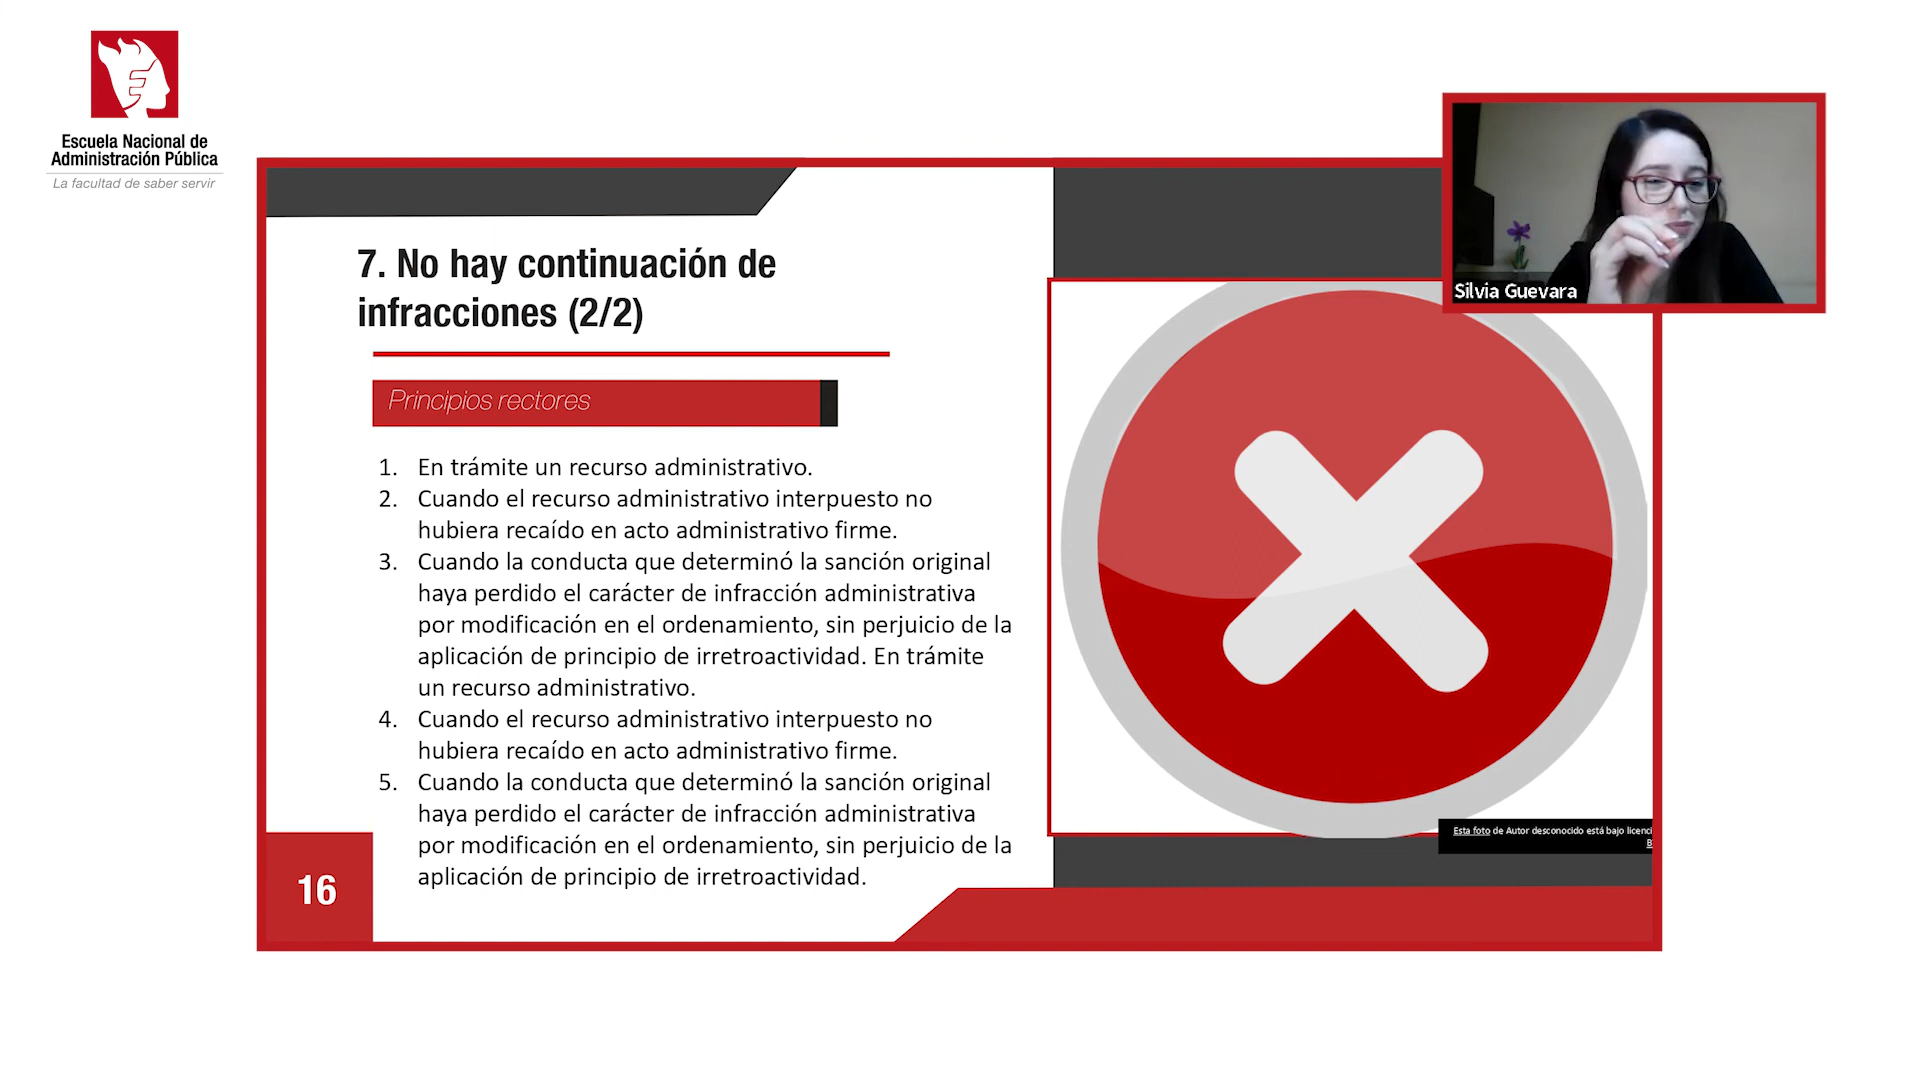 Escuela Nacional de
Administración Pública
La facultad de saber servir
Silvia Guevara
7. No hay continuación de
infracciones (2/2)
Principios rectores
1. En trámite un recurso administrativo.
2. Cuando el recurso administrativo interpuesto no
hubiera recaído en acto administrativo firme.
3. Cuando la conducta que determinó la sanción original
haya perdido el carácter de infracción administrativa
por modificación en el ordenamiento, sin perjuicio de la
aplicación de principio de irretroactividad. En trámite
un recurso administrativo.
4. Cuando el recurso administrativo interpuesto no
hubiera recaído en acto administrativo firme.
5. Cuando la conducta que determinó la sanción original
haya perdido el carácter de infracción administrativa
por modificación en el ordenamiento, sin perjuicio de la
aplicación de principio de irretroactividad.
Esta foto de Autor desconocido está bajo licenci
B
16